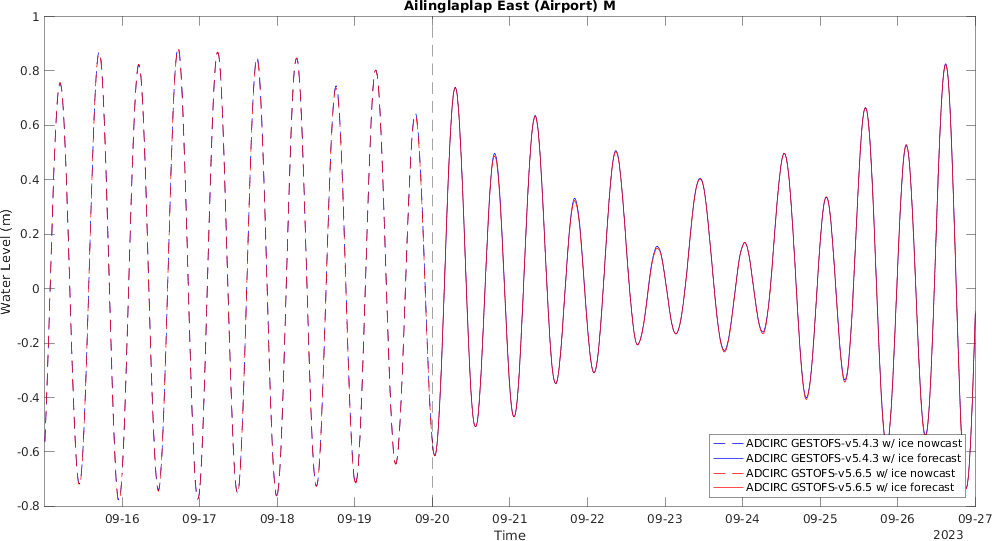 Ailinglaplap East (Airport) M
1
0.8
0.6
0.4
0.2
0
-0.2
-0.4
-0.6
-0.8
Water Level (m)
ADCIRC GESTOFS-v5.4.3 w/ ice nowcast
ADCIRC GESTOFS-v5.4.3 w/ ice forecast
ADCIRC GSTOFS-v5.6.5 w/ ice nowcast
ADCIRC GSTOFS-v5.6.5 w/ ice forecast
09-16 09-17 09-18 09-19 09-20 09-21 09-22 09-23 09-24 09-25 09-26 09-27
Time
2023